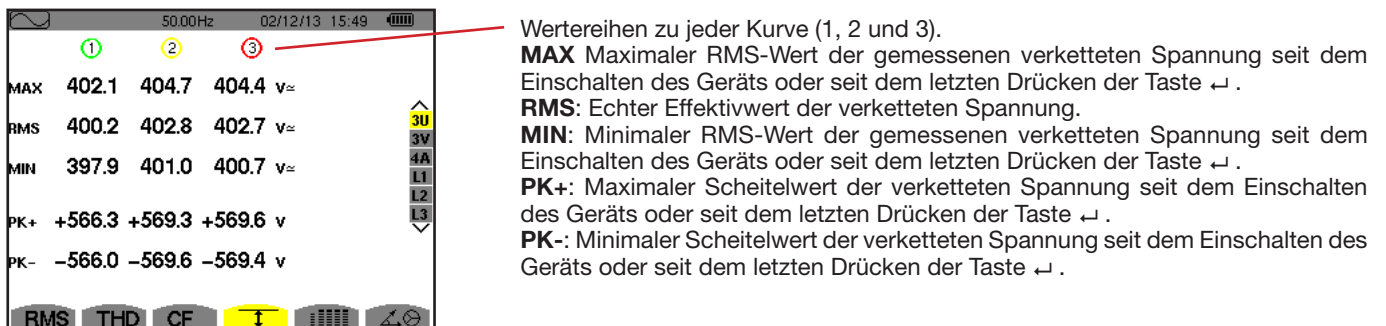 50.00Hz 02/12/13 15:49
1 2 3
MAX 402.1 404.7 404.4 V≃
RMS 400.2 402.8 402.7 V≃
MIN 397.9 401.0 400.7 V≃
PK+ +566.3 +569.3 +569.6 V
PK- -566.0 -569.6 -569.4 V
3U
3V
4A
L1
L2
L3
RMS THD CF
Wertereihen zu jeder Kurve (1, 2 und 3).
MAX Maximaler RMS-Wert der gemessenen verketteten Spannung seit dem
Einschalten des Geräts oder seit dem letzten Drücken der Taste ↵ .
RMS: Echter Effektivwert der verketteten Spannung.
MIN: Minimaler RMS-Wert der gemessenen verketteten Spannung seit dem
Einschalten des Geräts oder seit dem letzten Drücken der Taste ↵ .
PK+: Maximaler Scheitelwert der verketteten Spannung seit dem Einschalten
des Geräts oder seit dem letzten Drücken der Taste ↵ .
PK-: Minimaler Scheitelwert der verketteten Spannung seit dem Einschalten des
Geräts oder seit dem letzten Drücken der Taste ↵ .